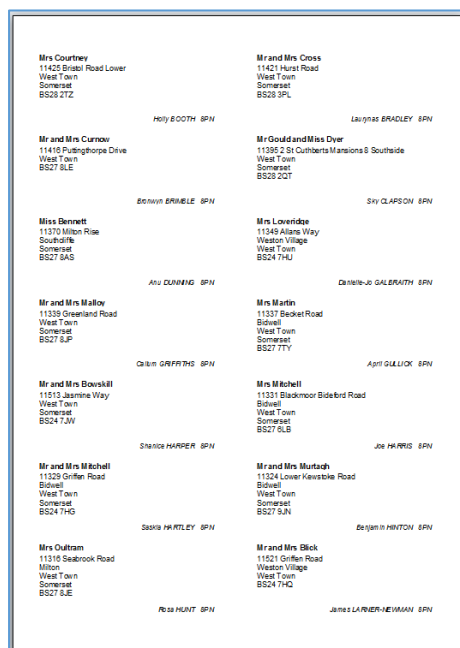 Mrs Courtney
11425 Bristol Road Lower
West Town
Somerset
BS28 2TZ
Holly BOOTH 8PN
Mr and Mrs Cross
11421 Hurst Road
West Town
Somerset
BS28 3PL
Laurynas BRADLEY 8PN
Mr and Mrs Curnow
11416 Puttingthorpe Drive
West Town
BS27 8LE
Bronwyn BRIMBLE 8PN
Mr Gould and Miss Dyer
11395 2 St Cuthberts Mansions 8 Southside
West Town
Somerset
BS28 2QT
Sky CLAPSON 8PN
Miss Bennett
11370 Milton Rise
Southcliffe
Somerset
BS27 8AS
Anu DUNNING 8PN
Mrs Loveridge
11349 Allans Way
Weston Village
BS24 7HU
Danielle-Jo GALBRAITH 8PN
Mr and Mrs Malloy
11339 Greenland Road
West Town
Somerset
BS27 8JP
Callum GRIFFITHS 8PN
Mrs Martin
11337 Becket Road
Bidwell
West Town
Somerset
BS27 7TY
April GULLICK 8PN
Mr and Mrs Bowskill
11513 Jasmine Way
West Town
Somerset
BS24 7JW
Shanice HARPER 8PN
Mrs Mitchell
11331 Blackmoor Bideford Road
Bidwell
West Town
Somerset
BS27 6LB
Joe HARRIS 8PN
Mr and Mrs Mitchell
11329 Griffen Road
Bidwell
West Town
Somerset
BS24 7HG
Saskia HARTLEY 8PN
Mr and Mrs Murtagh
11324 Lower Kewstoke Road
Bidwell
West Town
Somerset
BS27 9JN
Benjamin HINTON 8PN
Mrs Oultram
11316 Seabrook Road
Milton
West Town
Somerset
BS27 8JE
Rosa HUNT 8PN
Mr and Mrs Blick
11521 Griffen Road
Weston Village
West Town
BS24 7HQ
James LARNER-NEWMAN 8PN